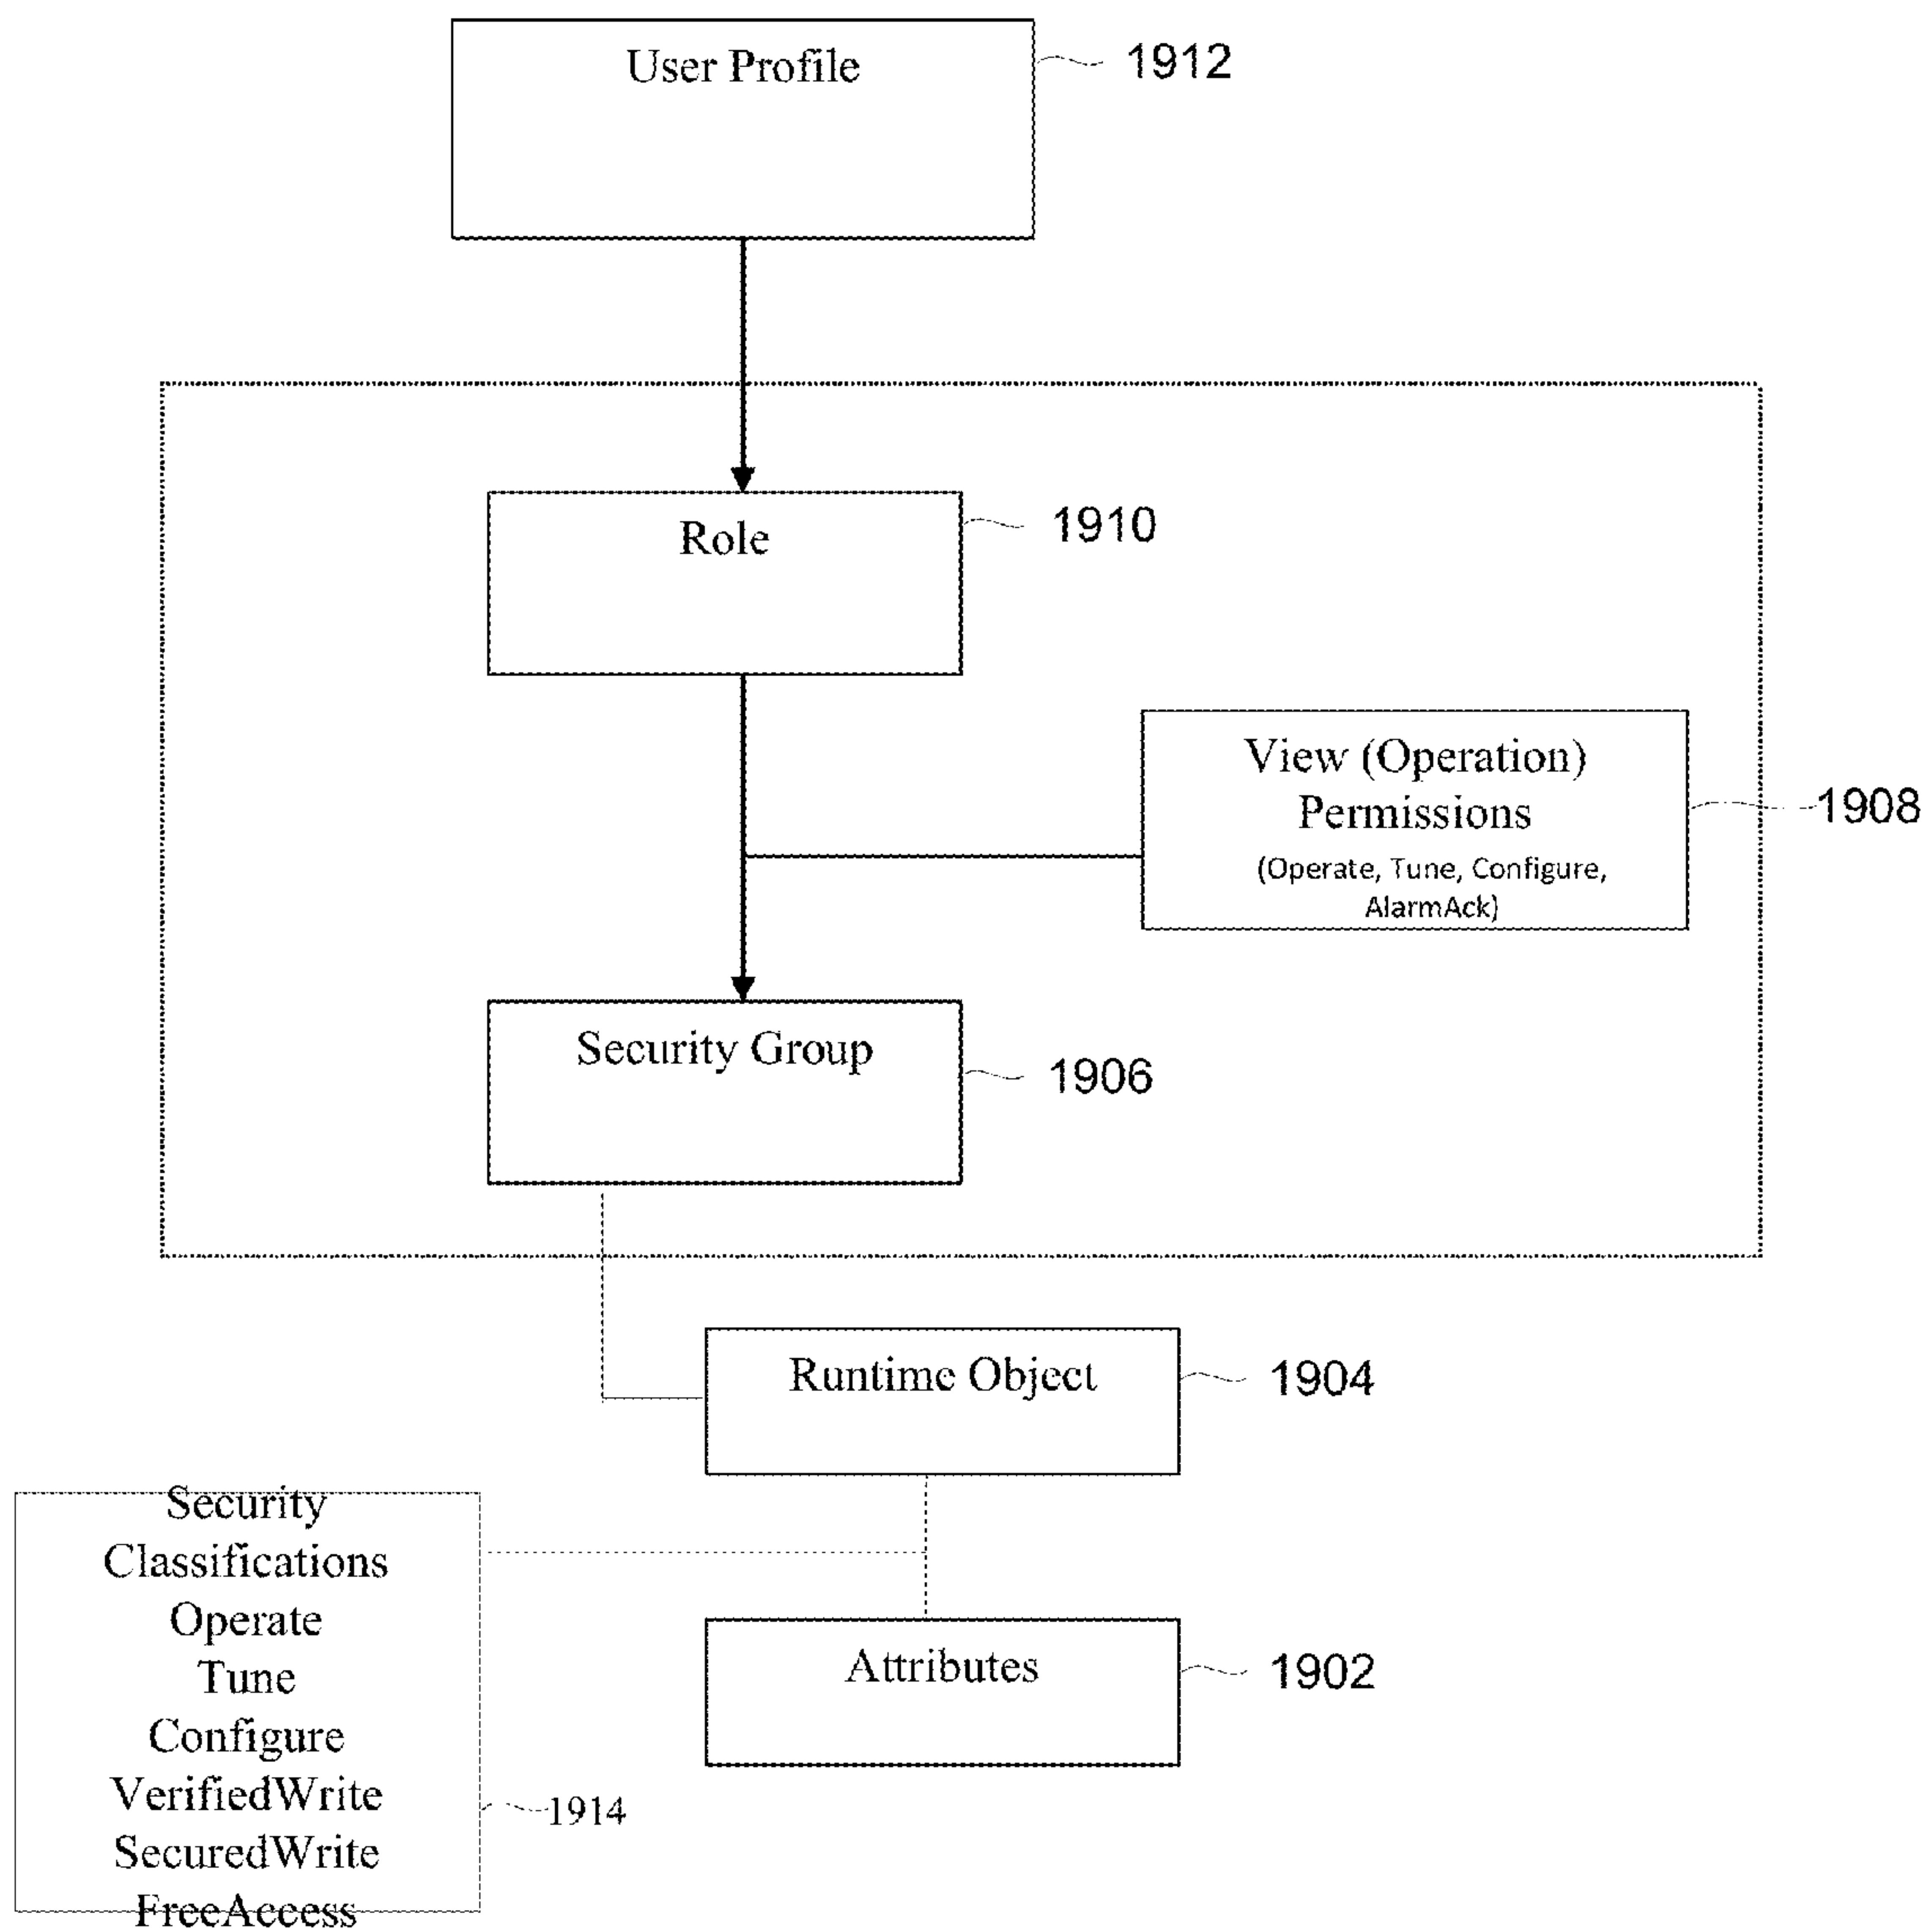 User Profile
1912
Role
1910
View (Operation)
Permissions
(Operate, Tune, Configure,
AlarmAck)
1908
Security Group
1906
Runtime Object
1904
Security
Classifications
Operate
Tune
Configure
VerifiedWrite
SecuredWrite
FreeAccess
1914
Attributes
1902